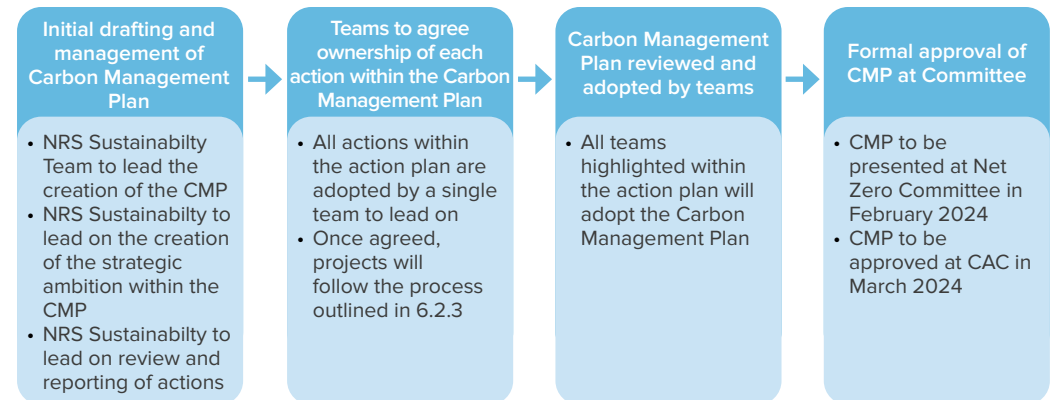 Initial drafting and
management of
Carbon Management
Plan
• NRS Sustainabilty
Team to lead the
creation of the CMP
• NRS Sustainabilty to
lead on the creation
of the strategic
ambition within the
CMP
• NRS Sustainabilty to
lead on review and
reporting of actions
Teams to agree
ownership of each
action within the Carbon
Management Plan
• All actions within
the action plan are
adopted by a single
team to lead on
• Once agreed,
projects will
follow the process
outlined in 6.2.3
Carbon Management
Plan reviewed and
adopted by teams
• All teams
highlighted within
the action plan will
adopt the Carbon
Management Plan
Formal approval of
CMP at Committee
• CMP to be
presented at Net
Zero Committee in
February 2024
• CMP to be
approved at CAC in
March 2024